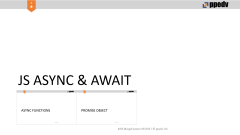 ppedv
JS ASYNC & AWAIT
ASYNC FUNCTIONS
PROMISE OBJECT